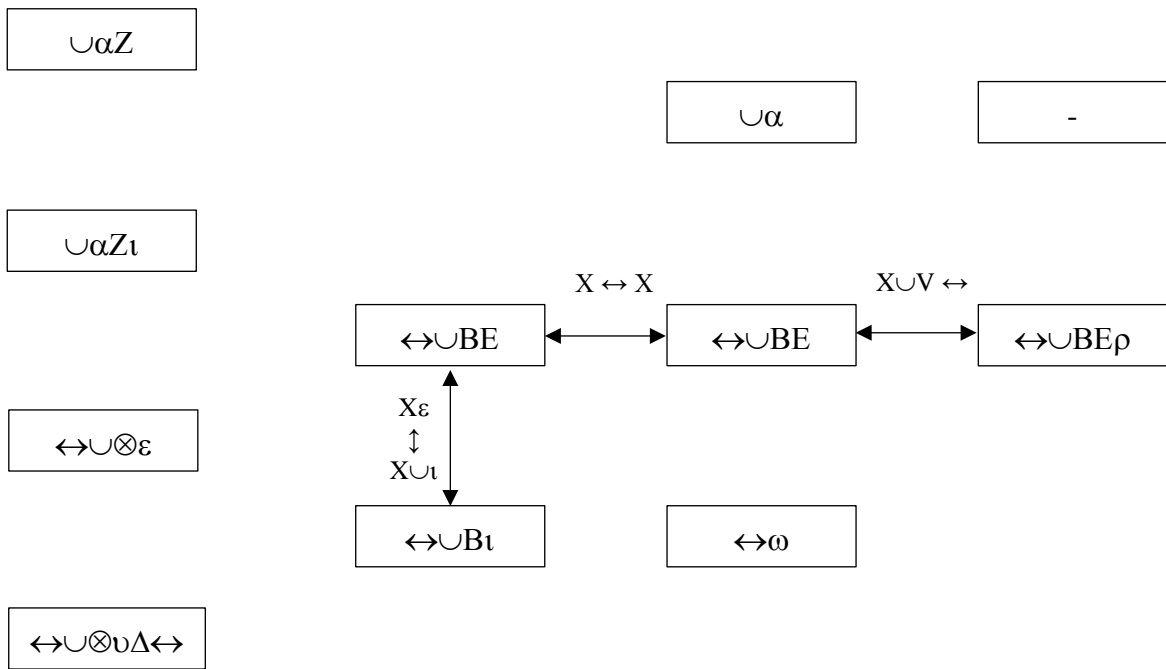 ∪αZ
∪α
-
∪αZι
X ↔ X
X∪V ↔
↔∪BE
↔∪BE
↔∪BEρ
Xε
↕
X∪ι
↔∪⊗ε
↔∪Bι
↔ω
↔∪⊗υΔ↔